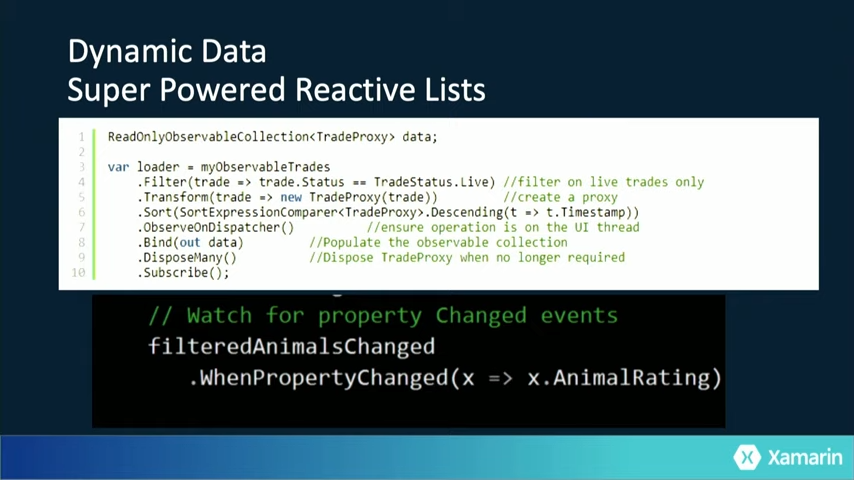 Dynamic Data
Super Powered Reactive Lists
1 ReadOnlyObservableCollection<TradeProxy> data;
2
3 var loader = myObservableTrades
4 .Filter(trade => trade.Status == TradeStatus.Live) //filter on live trades only
5 .Transform(trade => new TradeProxy(trade)) //create a proxy
6 .Sort(SortExpressionComparer<TradeProxy>.Descending(t => t.Timestamp))
7 .ObserveOnDispatcher() //ensure operation is on the UI thread
8 .Bind(out data) //Populate the observable collection
9 .DisposeMany() //Dispose TradeProxy when no longer required
10 .Subscribe();
// Watch for property Changed events
filteredAnimalsChanged
.WhenPropertyChanged(x => x.AnimalRating)
Xamarin